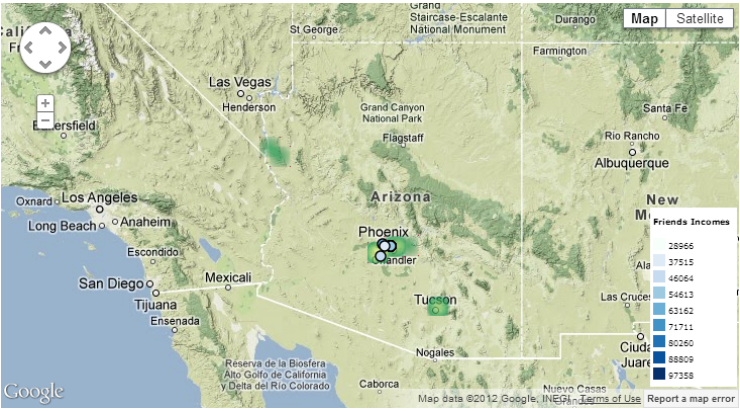 Grand
Staircase-Escalante
National Monument
Durango
Map
Satellite
St George
Farmington
Las Vegas
Henderson
Grand Canyon
National Park
Flagstaff
Santa Fe
Rio Rancho
Albuquerque
Oxnard
Los Angeles
Long Beach
Anaheim
Arizona
New
Phoenix
Chandler
Escondido
San Diego
Mexicali
Tijuana
Ensenada
Tucson
Las Cruces
Nogales
Friends Incomes
28966
37515
46064
54613
63162
71711
80260
88809
97358
Reserva de la Biosfera
Alto Golfo de California
y Delta del Río Colorado
Caborca
Nuevo Casas
Google
Map data ©2012 Google, INEGI - Terms of Use
Report a map error